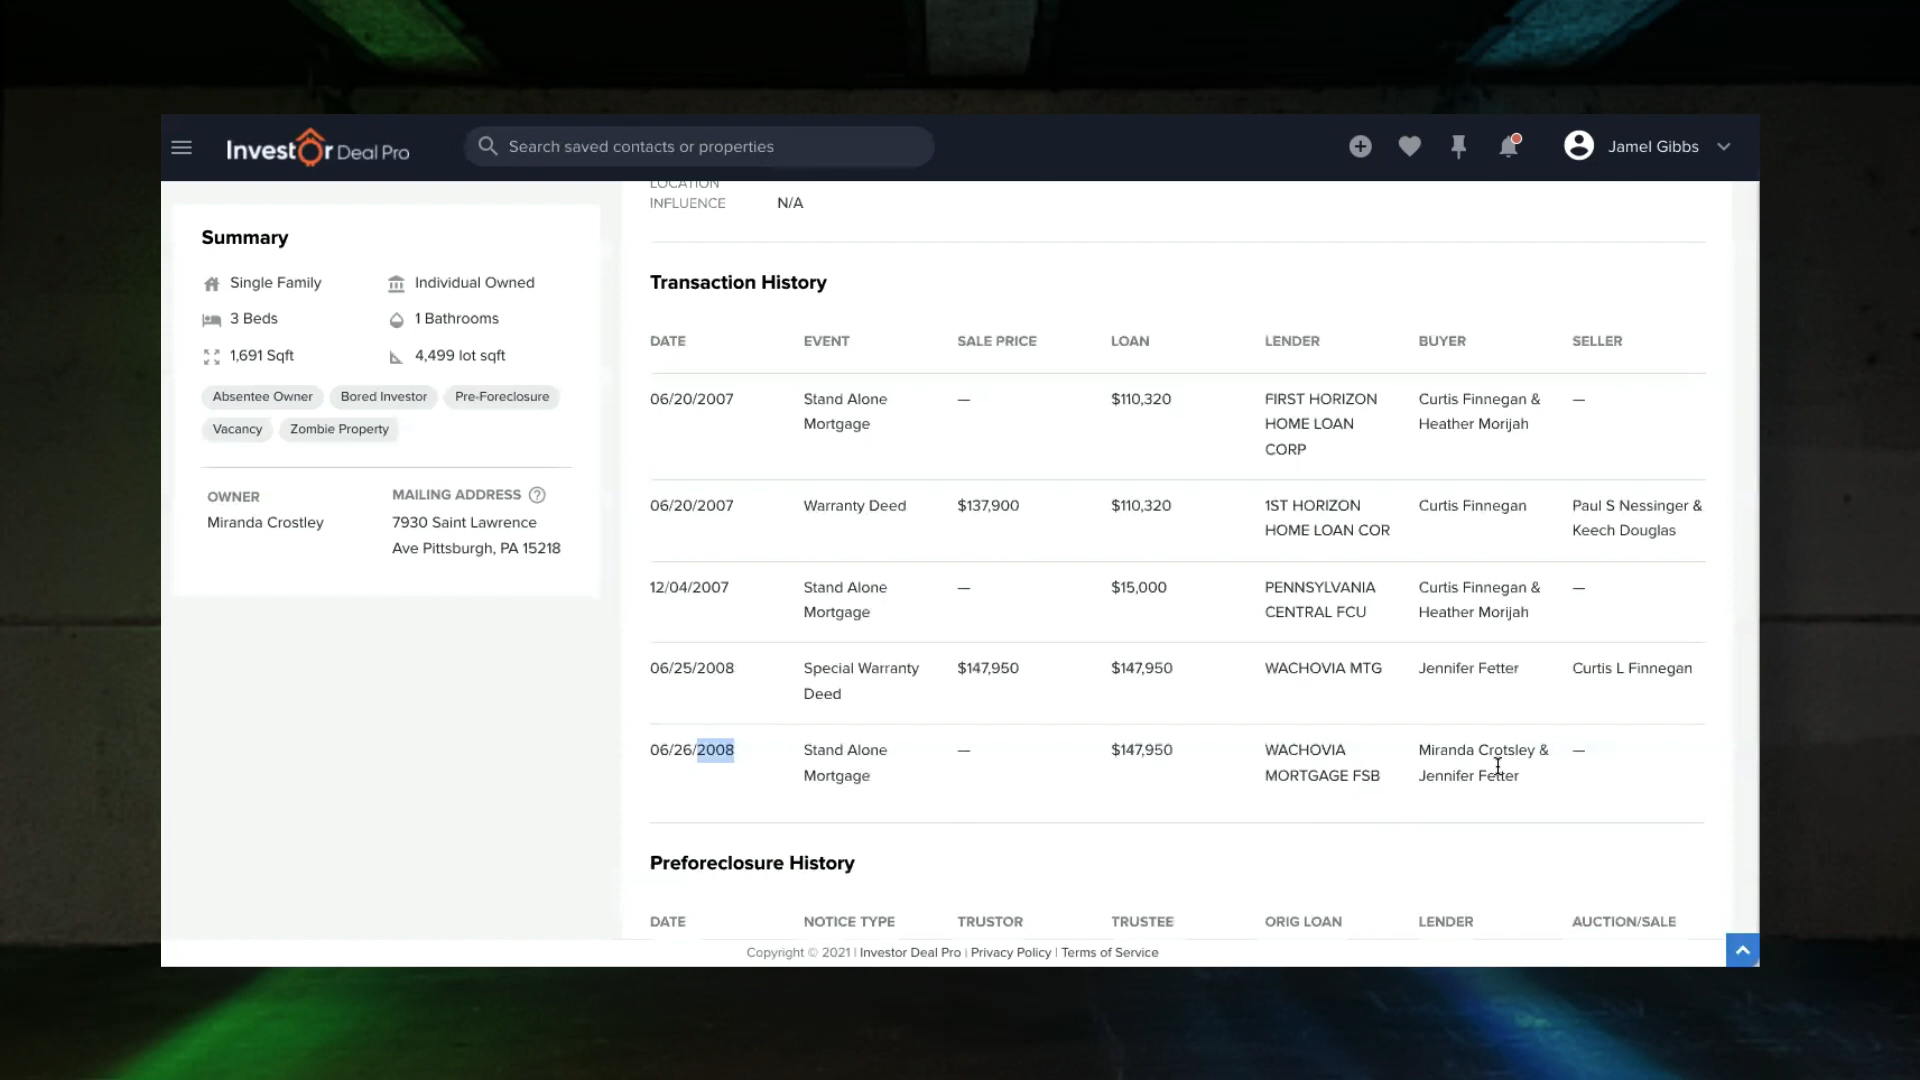 InvestOr Deal Pro
Search saved contacts or properties
Jamel Gibbs
Summary
Single Family
Individual Owned
3 Beds
1 Bathrooms
1,691 Sqft
4,499 lot sqft
Absentee Owner
Bored Investor
Pre-Foreclosure
Vacancy
Zombie Property
OWNER
Miranda Crostley
MAILING ADDRESS ?
7930 Saint Lawrence
Ave Pittsburgh, PA 15218
LOCATION
INFLUENCE N/A
Transaction History
DATE EVENT SALE PRICE LOAN LENDER BUYER SELLER
06/20/2007 Stand Alone — $110,320 FIRST HORIZON Curtis Finnegan & —
Mortgage HOME LOAN Heather Morijah
CORP
06/20/2007 Warranty Deed $137,900 $110,320 1ST HORIZON Curtis Finnegan Paul S Nessinger &
HOME LOAN COR Keech Douglas
12/04/2007 Stand Alone — $15,000 PENNSYLVANIA Curtis Finnegan & —
Mortgage CENTRAL FCU Heather Morijah
06/25/2008 Special Warranty $147,950 $147,950 WACHOVIA MTG Jennifer Fetter Curtis L Finnegan
Deed
06/26/2008 Stand Alone — $147,950 WACHOVIA Miranda Crotsley & —
Mortgage MORTGAGE FSB Jennifer Fetter
Preforeclosure History
DATE NOTICE TYPE TRUSTOR TRUSTEE ORIG LOAN LENDER AUCTION/SALE
Copyright © 2021 | Investor Deal Pro | Privacy Policy | Terms of Service